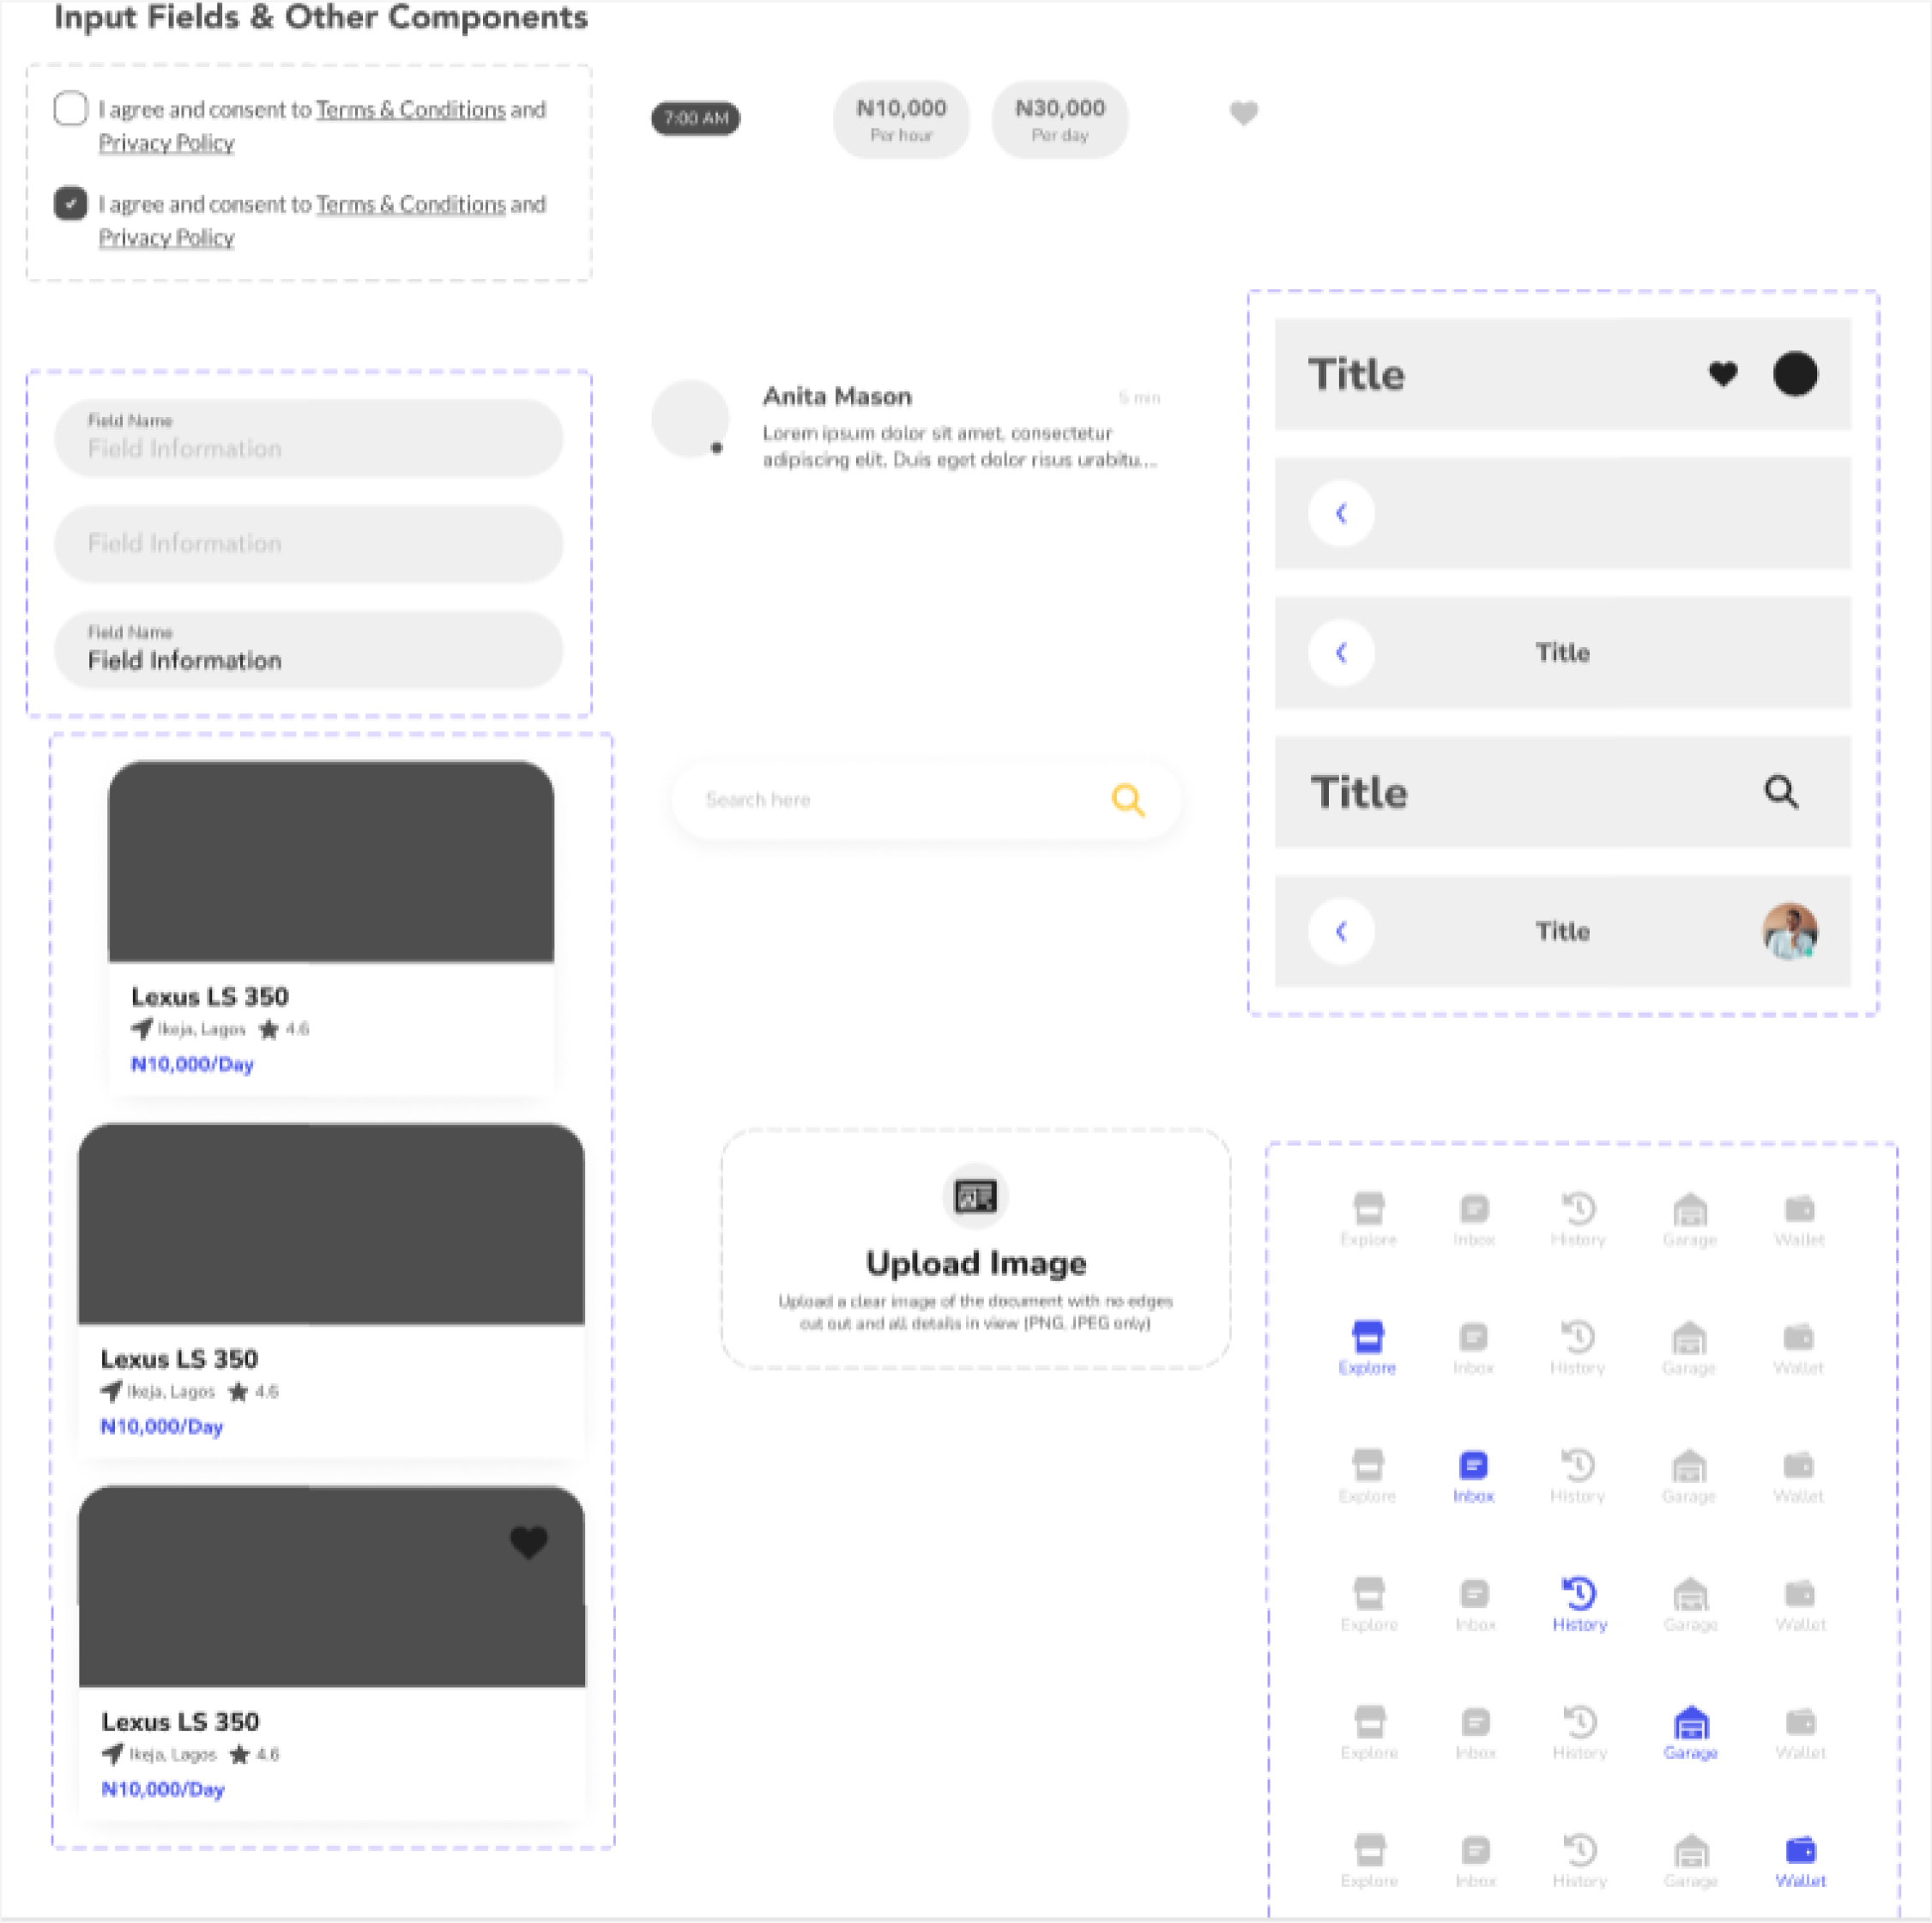 Input Fields & Other Components
I agree and consent to Terms & Conditions and
Privacy Policy
I agree and consent to Terms & Conditions and
Privacy Policy
7:00 AM
₦10,000
Per hour
₦30,000
Per day
Field Name
Field Information
Field Information
Field Name
Field Information
Anita Mason
5 min
Lorem ipsum dolor sit amet, consectetur
adipiscing elit. Duis eget dolor risus urabitu...
Title
Title
Title
Title
Search here
Lexus LS 350
Ikeja, Lagos 4.6
₦10,000/Day
Lexus LS 350
Ikeja, Lagos 4.6
₦10,000/Day
Lexus LS 350
Ikeja, Lagos 4.6
₦10,000/Day
Upload Image
Upload a clear image of the document with no edges
cut out and all details in view (PNG, JPEG only)
Explore Inbox History Garage Wallet
Explore Inbox History Garage Wallet
Explore Inbox History Garage Wallet
Explore Inbox History Garage Wallet
Explore Inbox History Garage Wallet
Explore Inbox History Garage Wallet